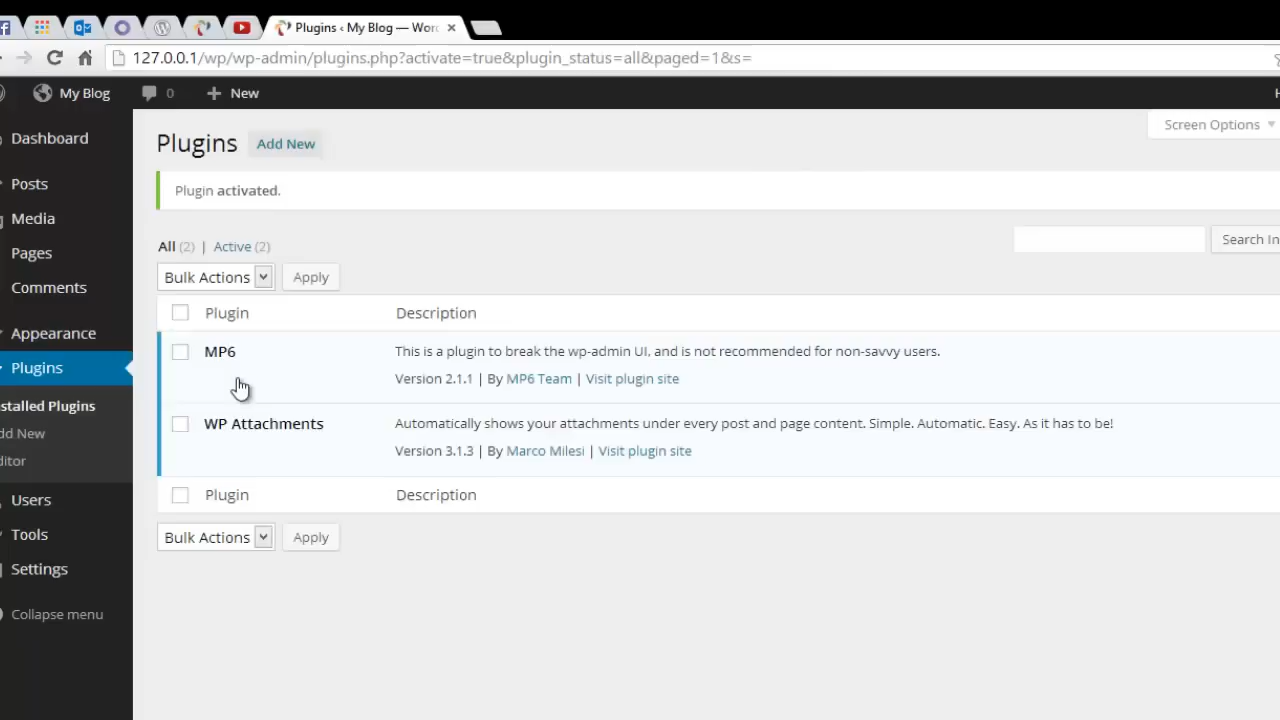 Plugins ‹ My Blog — Wor
127.0.0.1/wp/wp-admin/plugins.php?activate=true&plugin_status=all&paged=1&s=
My Blog 0 + New H
Screen Options
Dashboard
Posts
Media
Pages
Comments
Appearance
Plugins
nstalled Plugins
dd New
ditor
Users
Tools
Settings
Collapse menu
Plugins Add New
Plugin activated.
All (2) | Active (2)
Search In
Bulk Actions Apply
Plugin Description
MP6 This is a plugin to break the wp-admin UI, and is not recommended for non-savvy users.
Version 2.1.1 | By MP6 Team | Visit plugin site
WP Attachments Automatically shows your attachments under every post and page content. Simple. Automatic. Easy. As it has to be!
Version 3.1.3 | By Marco Milesi | Visit plugin site
Plugin Description
Bulk Actions Apply